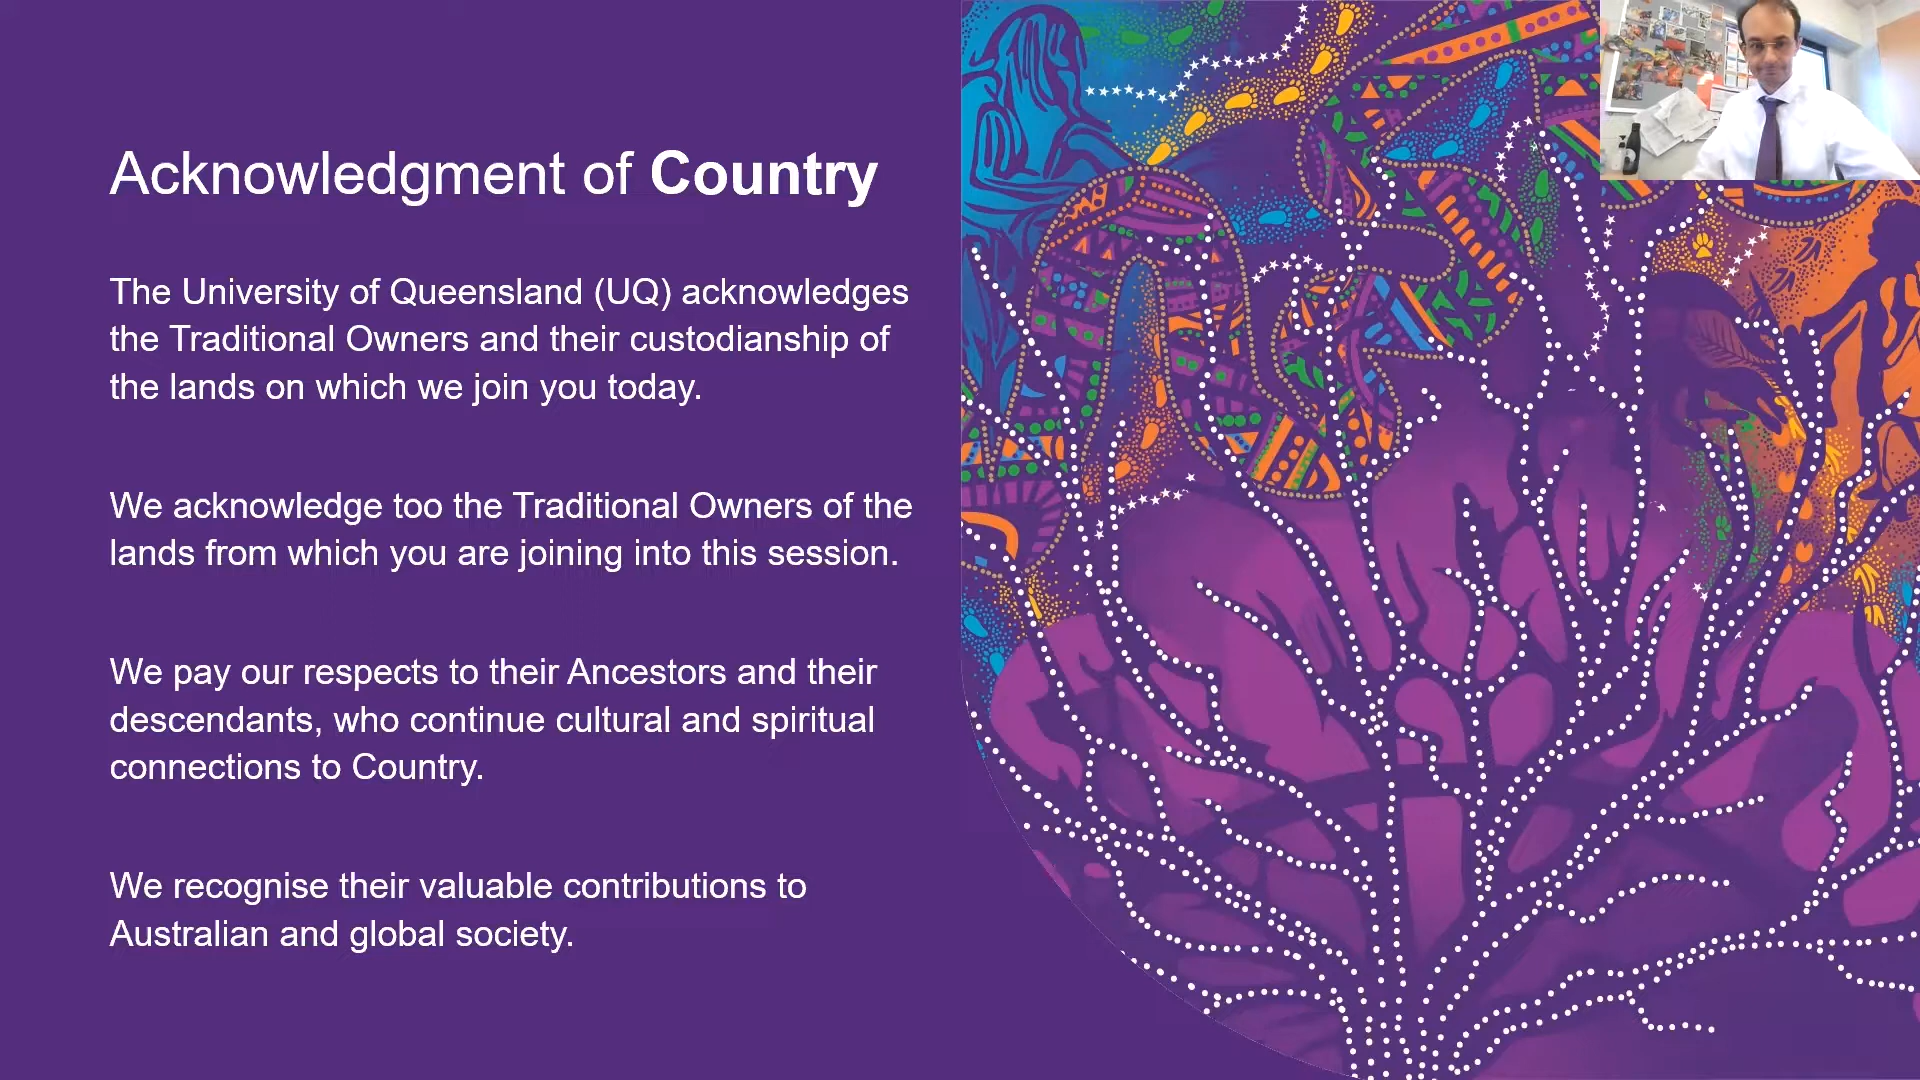 Acknowledgment of Country
The University of Queensland (UQ) acknowledges
the Traditional Owners and their custodianship of
the lands on which we join you today.
We acknowledge too the Traditional Owners of the
lands from which you are joining into this session.
We pay our respects to their Ancestors and their
descendants, who continue cultural and spiritual
connections to Country.
We recognise their valuable contributions to
Australian and global society.